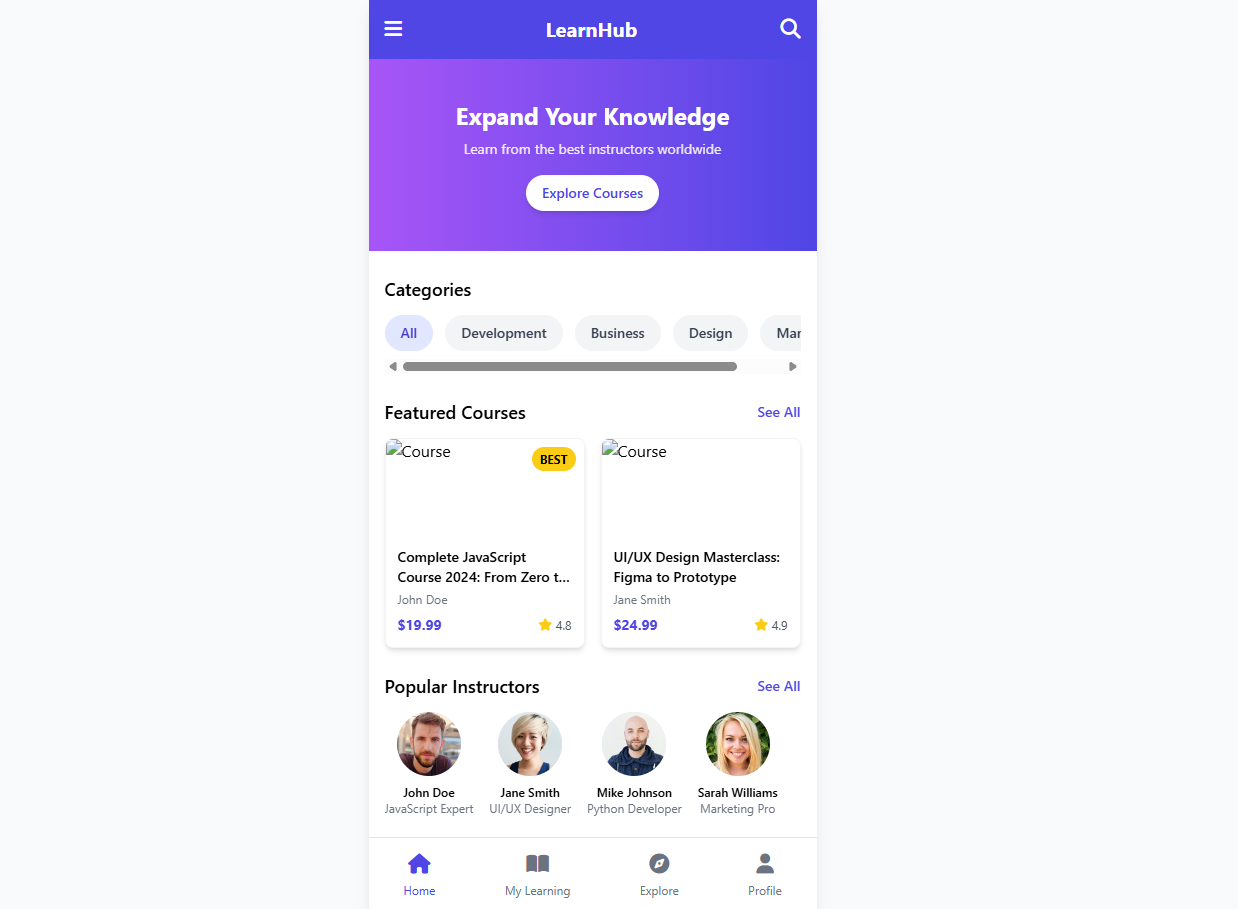 LearnHub
Expand Your Knowledge
Learn from the best instructors worldwide
Explore Courses
Categories
All Development Business Design Mar
Featured Courses See All
Course BEST Course
Complete JavaScript UI/UX Design Masterclass:
Course 2024: From Zero t... Figma to Prototype
John Doe Jane Smith
$19.99 4.8 $24.99 4.9
Popular Instructors See All
John Doe Jane Smith Mike Johnson Sarah Williams
JavaScript Expert UI/UX Designer Python Developer Marketing Pro
Home My Learning Explore Profile